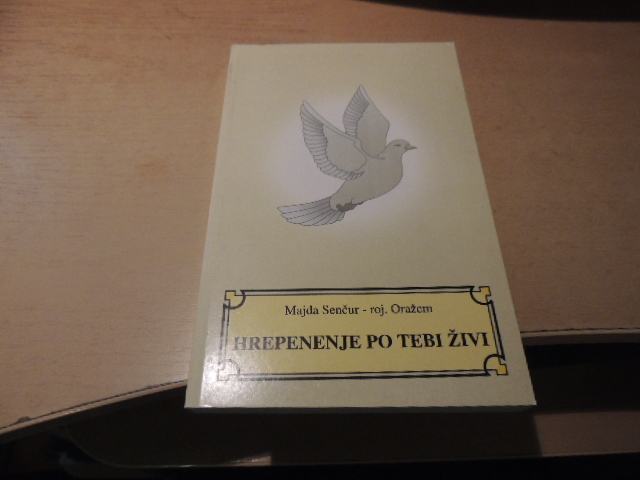 Majda Senčur - roj. Oražem
HREPENENJE PO TEBI ŽIVI